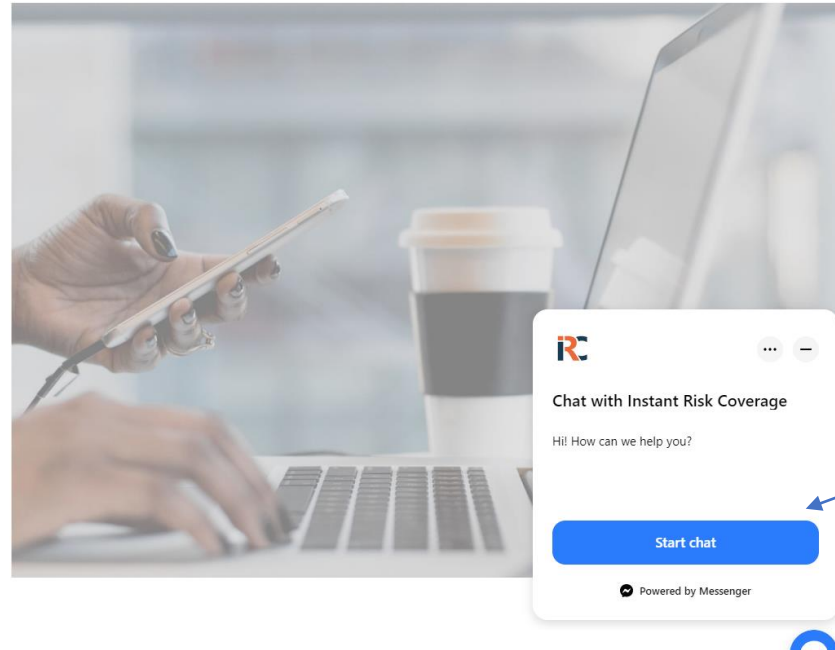 iRC
Chat with Instant Risk Coverage
Hi! How can we help you?
Start chat
Powered by Messenger